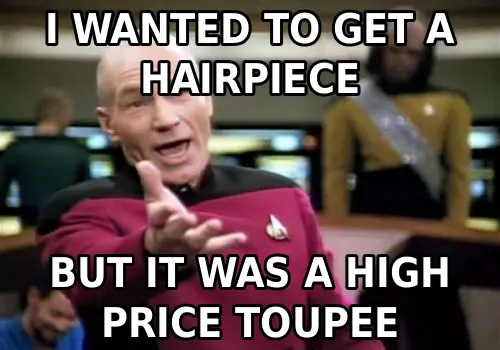 I WANTED TO GET A
HAIRPIECE
BUT IT WAS A HIGH
PRICE TOUPEE